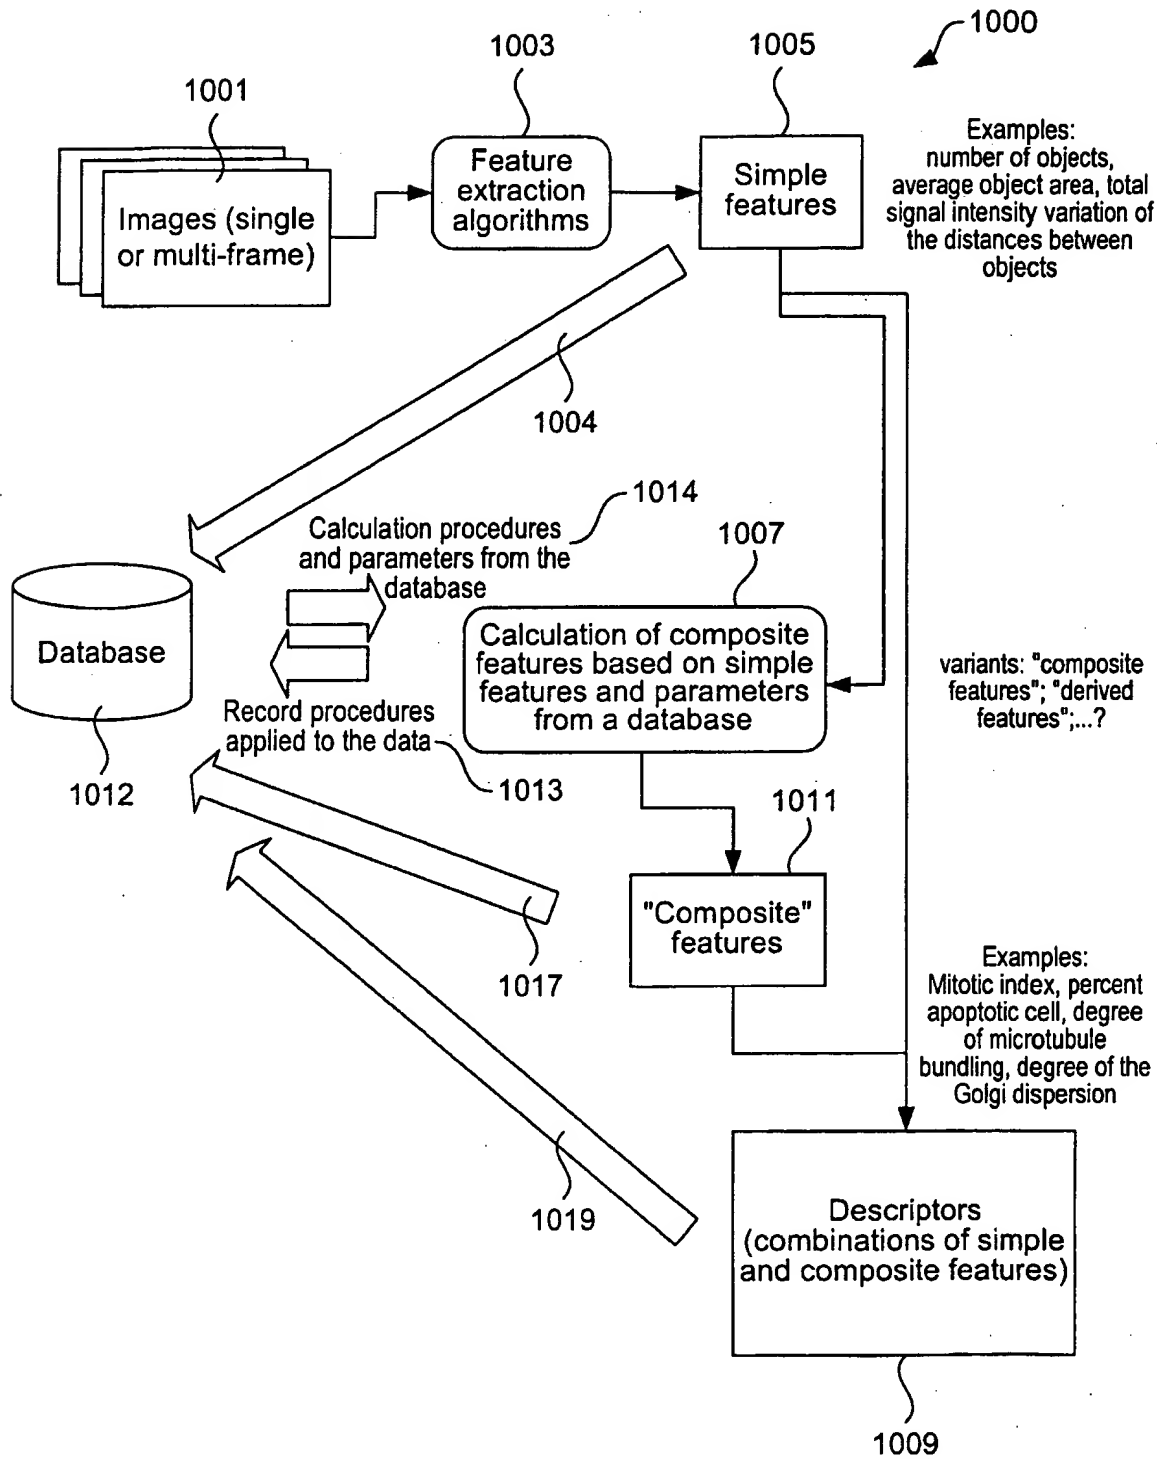 1000
1003
1005
1001
Examples:
number of objects,
average object area, total
signal intensity variation of
the distances between
objects
Feature
extraction
algorithms
Simple
features
Images (single
or multi-frame)
1004
1014
Calculation procedures
and parameters from the
database
1007
Database
Calculation of composite
features based on simple
features and parameters
from a database
variants: "composite
features"; "derived
features";...?
Record procedures
applied to the data
1013
1012
1011
"Composite"
features
1017
Examples:
Mitotic index, percent
apoptotic cell, degree
of microtubule
bundling, degree of the
Golgi dispersion
1019
Descriptors
(combinations of simple
and composite features)
1009